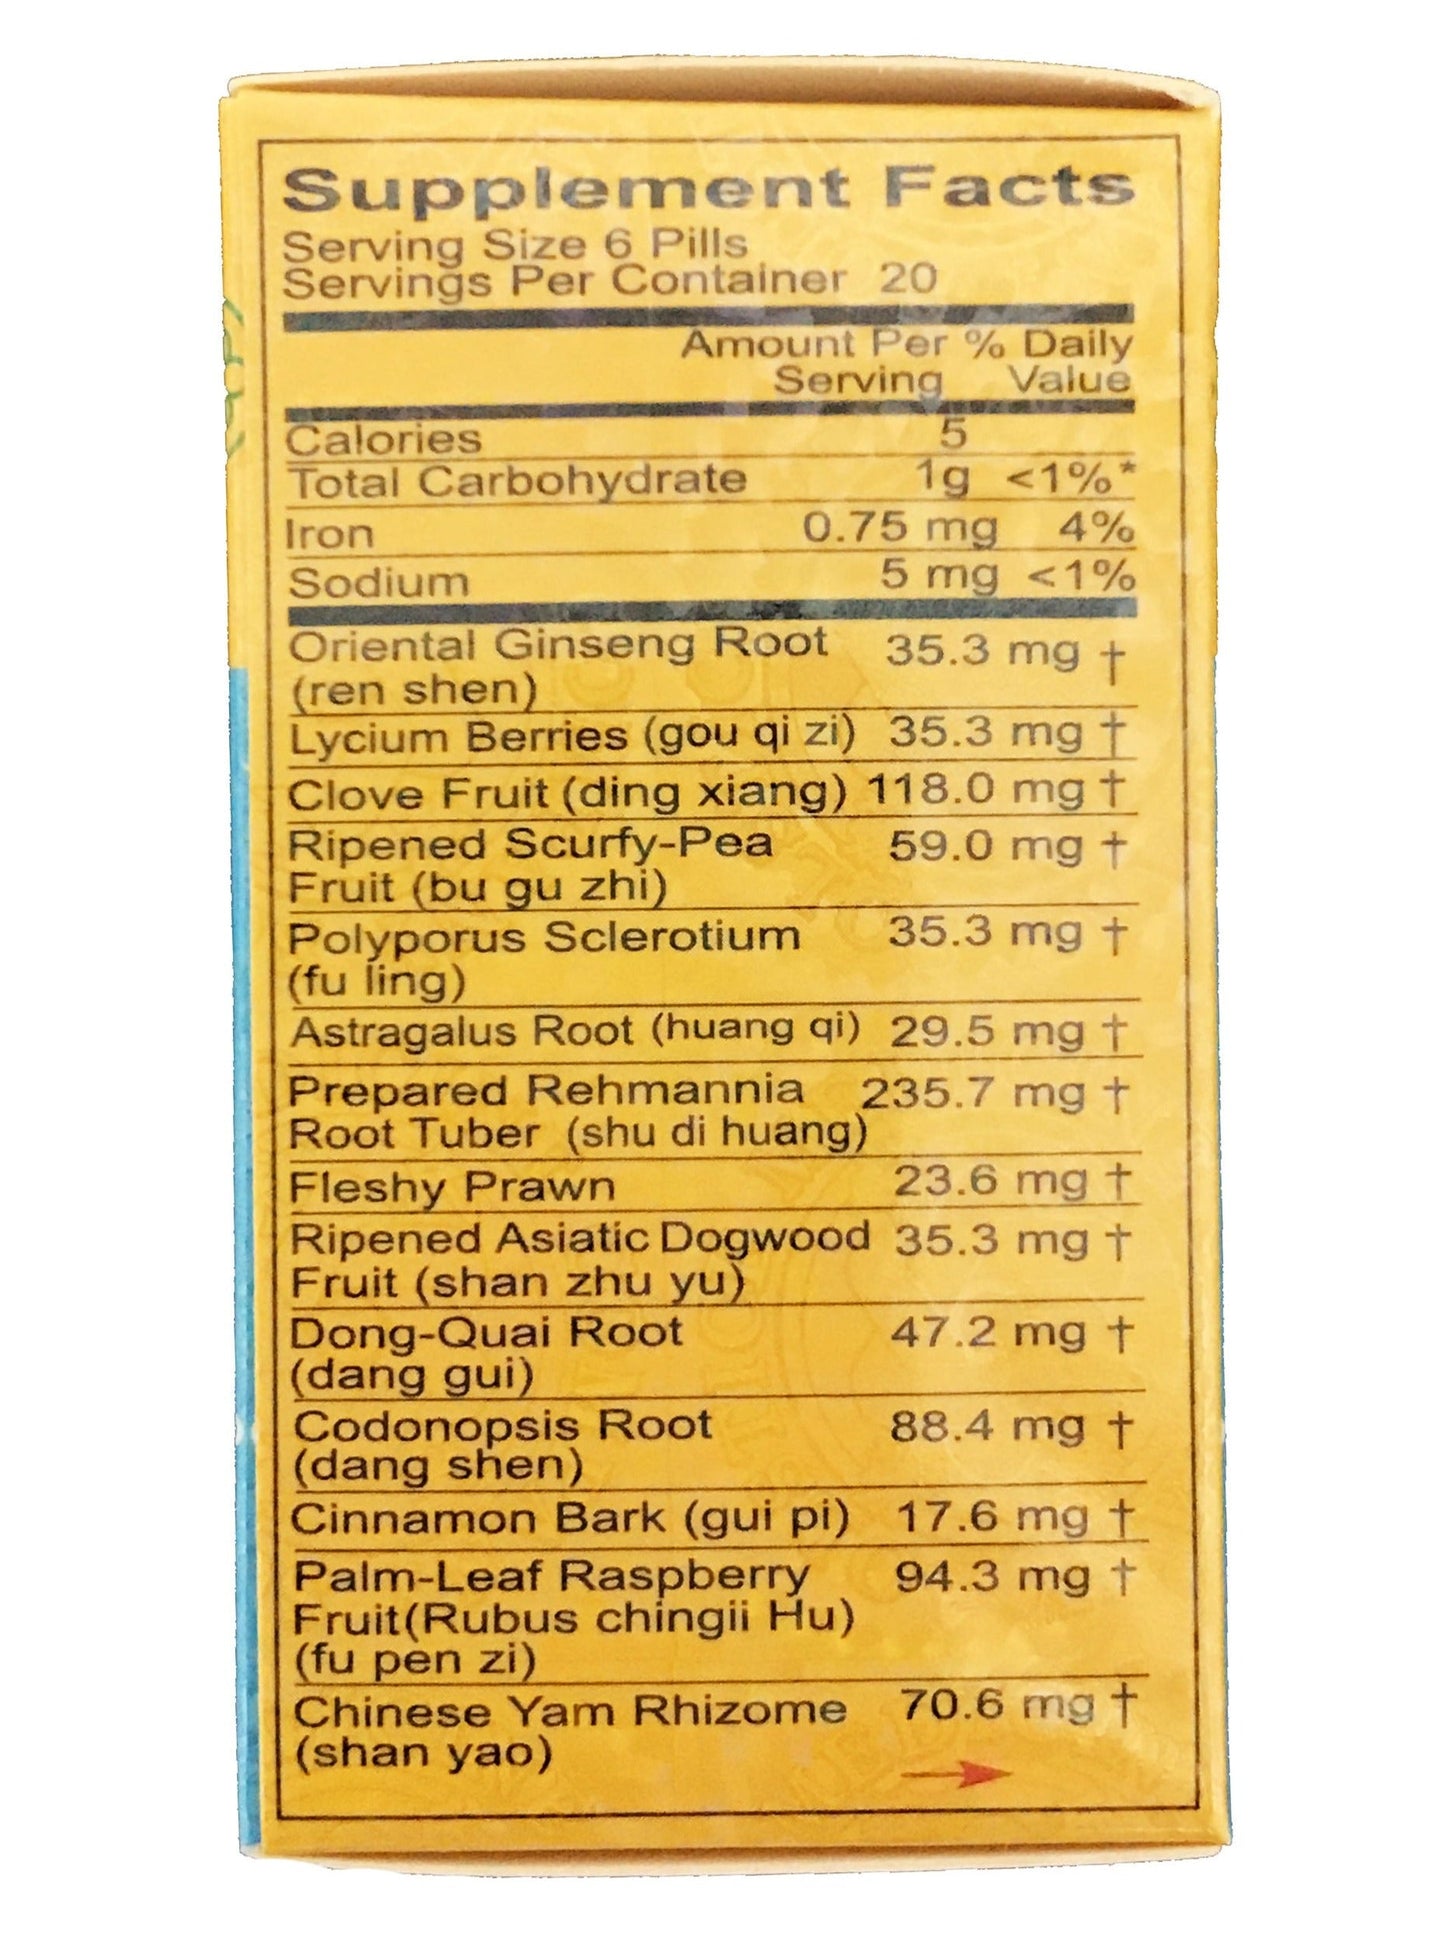 Supplement Facts
Serving Size 6 Pills
Servings Per Container 20
Amount Per % Daily
Serving Value
Calories 5
Total Carbohydrate 1g <1%*
Iron 0.75 mg 4%
Sodium 5 mg <1%
Oriental Ginseng Root 35.3 mg †
(ren shen)
Lycium Berries (gou qi zi) 35.3 mg †
Clove Fruit (ding xiang) 118.0 mg †
Ripened Scurfy-Pea 59.0 mg †
Fruit (bu gu zhi)
Polyporus Sclerotium 35.3 mg †
(fu ling)
Astragalus Root (huang qi) 29.5 mg †
Prepared Rehmannia 235.7 mg †
Root Tuber (shu di huang)
Fleshy Prawn 23.6 mg †
Ripened Asiatic Dogwood 35.3 mg †
Fruit (shan zhu yu)
Dong-Quai Root 47.2 mg †
(dang gui)
Codonopsis Root 88.4 mg †
(dang shen)
Cinnamon Bark (gui pi) 17.6 mg †
Palm-Leaf Raspberry 94.3 mg †
Fruit(Rubus chingii Hu)
(fu pen zi)
Chinese Yam Rhizome 70.6 mg †
(shan yao)